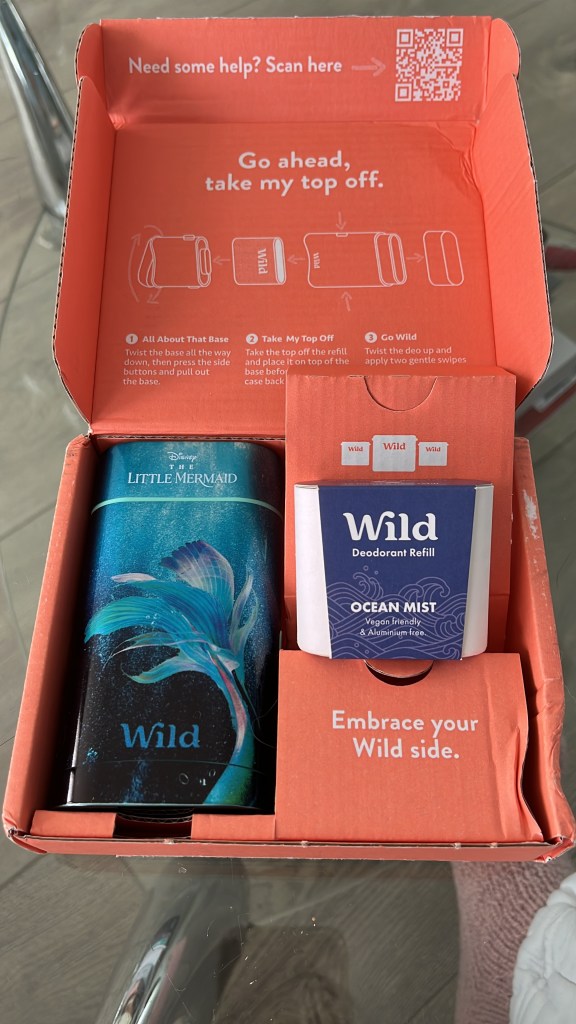 Need some help? Scan here
Go ahead,
take my top off.
Wild
Wild
1 All About That Base
Twist the base all the way
down, then press the side
buttons and pull out
the base.
2 Take My Top Off
Take the top off the refill
and place it on top of the
base befor
case back
3 Go Wild
Twist the deo up and
apply two gentle swipes
Disney
THE
LITTLE MERMAID
Wild
Wild Wild Wild
Wild
Deodorant Refill
OCEAN MIST
Vegan friendly
& Aluminium free
Embrace your
Wild side.